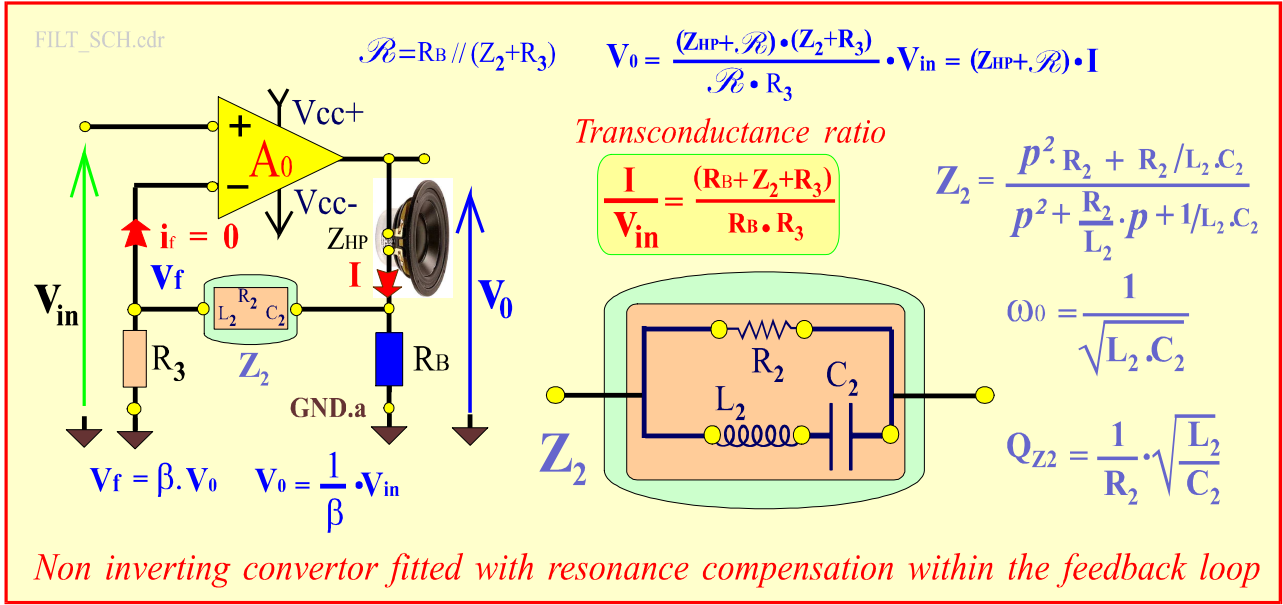 FILT_SCH.cdr
ℛ=RB // (Z2+R3)
V0 = (ZHP+ℛ)•(Z2+R3) / ℛ•R3 •Vin = (ZHP+ℛ)•I
Vcc+
+
A0
−
Vcc-
if = 0
ZHP
I
Vf
Vin
V0
L2 R2 C2
R3
Z2
RB
GND.a
Vf = β.V0
V0 = 1/β •Vin
Transconductance ratio
I / Vin = (RB+Z2+R3) / RB•R3
R2
L2
C2
Z2
Z2 = p²·R2 + R2/L2.C2 / p² + R2/L2·p + 1/L2.C2
ω0 = 1 / √L2.C2
QZ2 = 1/R2·√L2/C2
Non inverting convertor fitted with resonance compensation within the feedback loop